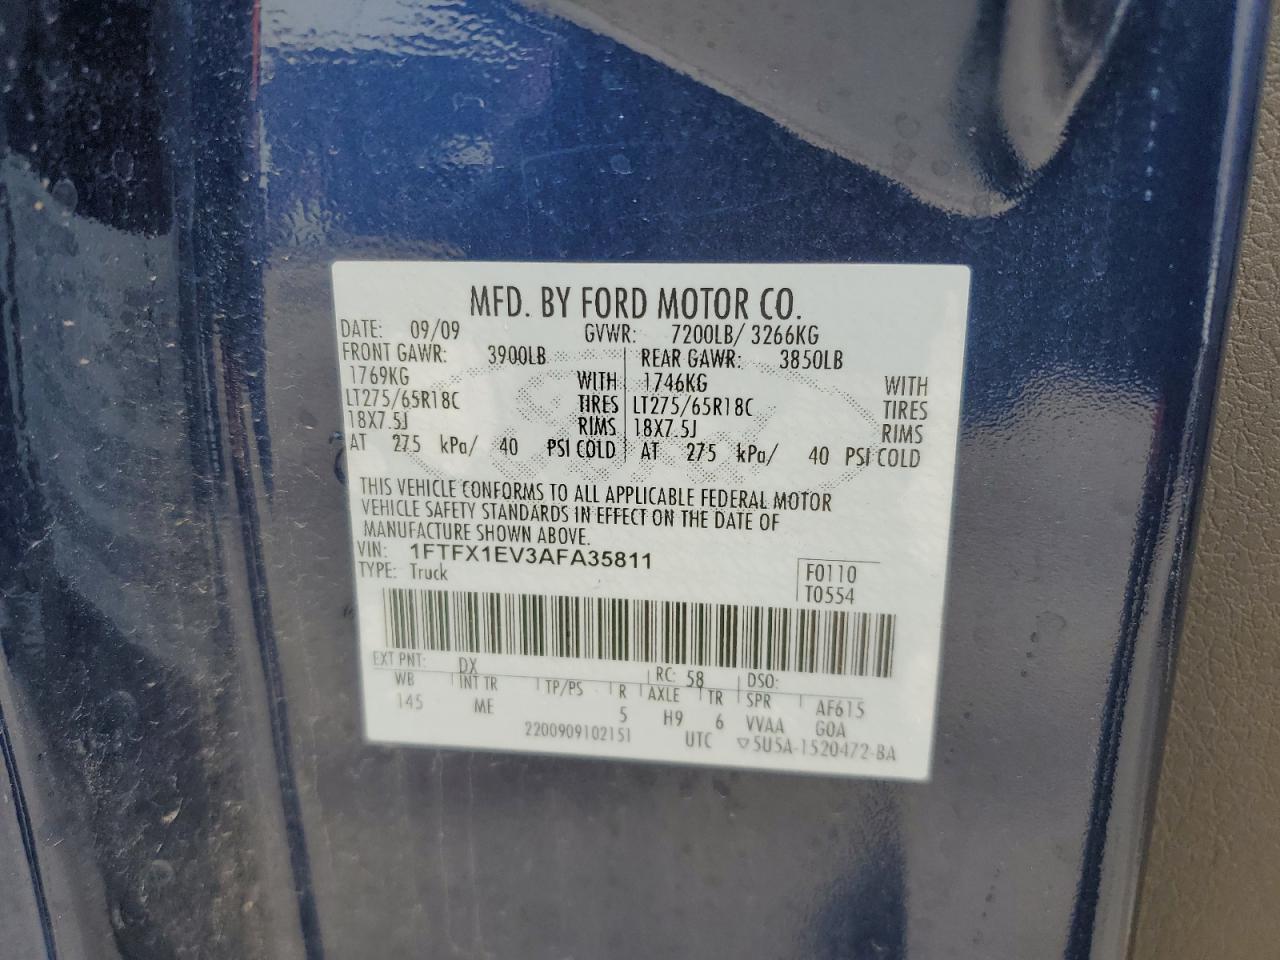 MFD. BY FORD MOTOR CO.
DATE: 09/09 GVWR: 7200LB/ 3266KG
FRONT GAWR: 3900LB REAR GAWR: 3850LB
1769KG WITH 1746KG WITH
LT275/65R18C TIRES LT275/65R18C TIRES
18X7.5J RIMS 18X7.5J RIMS
AT 275 kPa/ 40 PSI COLD AT 275 kPa/ 40 PSI COLD
THIS VEHICLE CONFORMS TO ALL APPLICABLE FEDERAL MOTOR
VEHICLE SAFETY STANDARDS IN EFFECT ON THE DATE OF
MANUFACTURE SHOWN ABOVE.
VIN: 1FTFX1EV3AFA35811
TYPE: Truck
F0110
T0554
EXT PNT: DX RC: 58 DSO:
WB INT TR TP/PS R AXLE TR SPR AF615
145 ME 5 H9 6 VVAA GOA
2200909102151 UTC ▽5U5A-1520472-BA